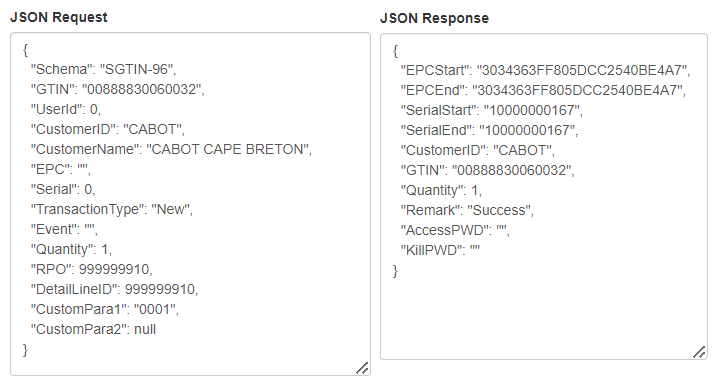 JSON Request
{
"Schema": "SGTIN-96",
"GTIN": "00888830060032",
"UserId": 0,
"CustomerID": "CABOT",
"CustomerName": "CABOT CAPE BRETON",
"EPC": "",
"Serial": 0,
"TransactionType": "New",
"Event": "",
"Quantity": 1,
"RPO": 999999910,
"DetailLineID": 999999910,
"CustomPara1": "0001",
"CustomPara2": null
}
JSON Response
{
"EPCStart": "3034363FF805DCC2540BE4A7",
"EPCEnd": "3034363FF805DCC2540BE4A7",
"SerialStart": "10000000167",
"SerialEnd": "10000000167",
"CustomerID": "CABOT",
"GTIN": "00888830060032",
"Quantity": 1,
"Remark": "Success",
"AccessPWD": "",
"KillPWD": ""
}